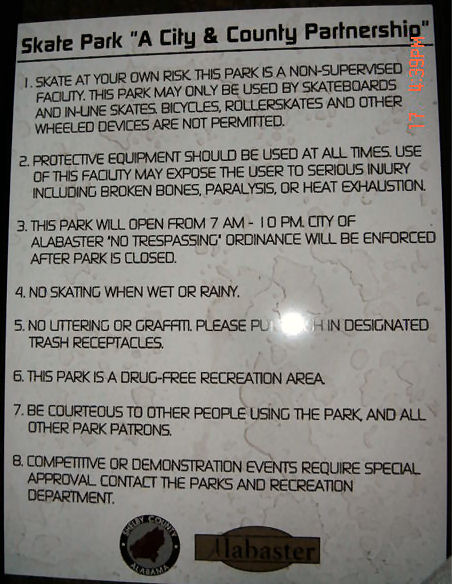 Skate Park "A City & County Partnership"
1. SKATE AT YOUR OWN RISK. THIS PARK IS A NON-SUPERVISED
FACILITY. THIS PARK MAY ONLY BE USED BY SKATEBOARDS
AND IN-LINE SKATES. BICYCLES, ROLLERSKATES AND OTHER
WHEELED DEVICES ARE NOT PERMITTED.
2. PROTECTIVE EQUIPMENT SHOULD BE USED AT ALL TIMES. USE
OF THIS FACILITY MAY EXPOSE THE USER TO SERIOUS INJURY
INCLUDING BROKEN BONES, PARALYSIS, OR HEAT EXHAUSTION.
3. THIS PARK WILL OPEN FROM 7 AM - 10 PM. CITY OF
ALABASTER "NO TRESPASSING" ORDINANCE WILL BE ENFORCED
AFTER PARK IS CLOSED.
4. NO SKATING WHEN WET OR RAINY.
5. NO LITTERING OR GRAFFITI. PLEASE PUT IN DESIGNATED
TRASH RECEPTACLES.
6. THIS PARK IS A DRUG-FREE RECREATION AREA.
7. BE COURTEOUS TO OTHER PEOPLE USING THE PARK, AND ALL
OTHER PARK PATRONS.
8. COMPETITIVE OR DEMONSTRATION EVENTS REQUIRE SPECIAL
APPROVAL. CONTACT THE PARKS AND RECREATION
DEPARTMENT.
SHELBY COUNTY
ALABAMA
Alabaster